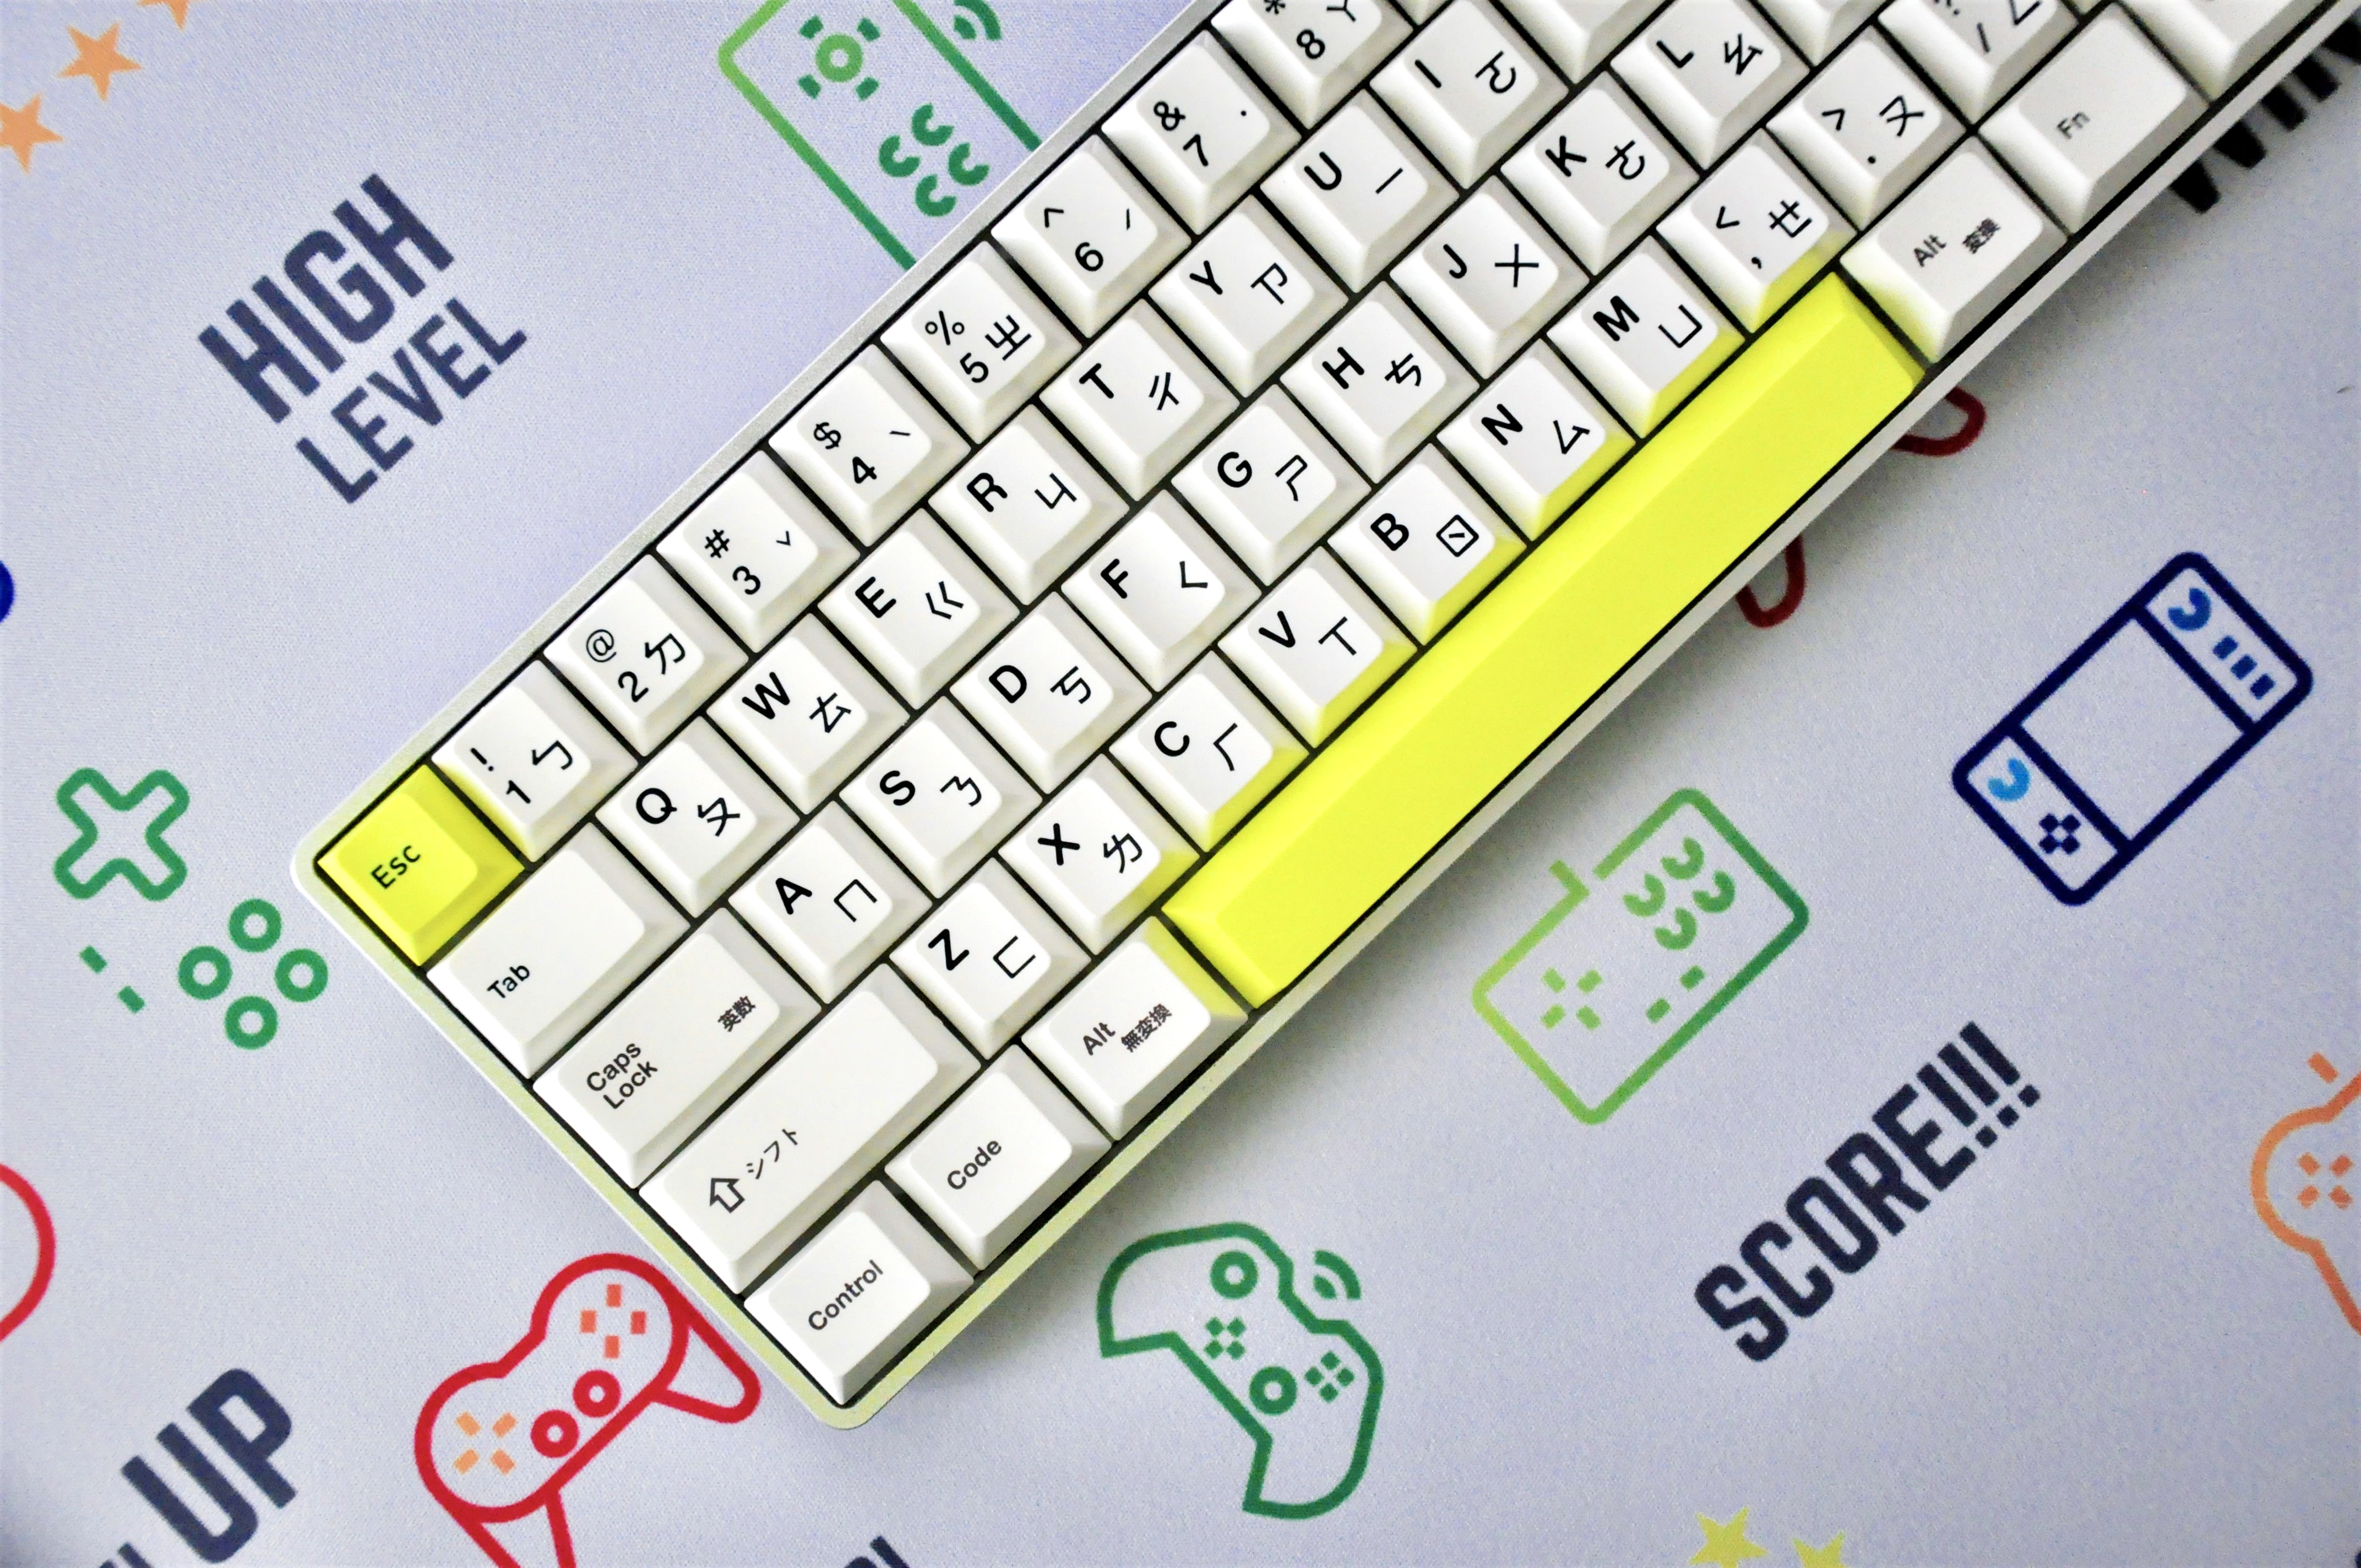 HIGH
LEVEL
Esc
! 1 ㄅ
@ 2 ㄉ
# 3 ˇ
$ 4 ˋ
% 5 ㄓ
^ 6 ˊ
& 7 ˙
* 8 ㄚ
Tab
Q ㄆ
W ㄊ
E ㄍ
R ㄐ
T ㄔ
Y ㄗ
U ㄧ
I ㄛ
Caps
Lock
英数
A ㄇ
S ㄋ
D ㄎ
F ㄑ
G ㄕ
H ㄘ
J ㄨ
K ㄜ
L ㄠ
⇧ シフト
Z ㄈ
X ㄌ
C ㄏ
V ㄒ
B ㄖ
N ㄙ
M ㄩ
< , ㄝ
> . ㄡ
? / ㄥ
Control
Code
Alt 無変換
Alt 変換
Fn
SCORE!!!
UP